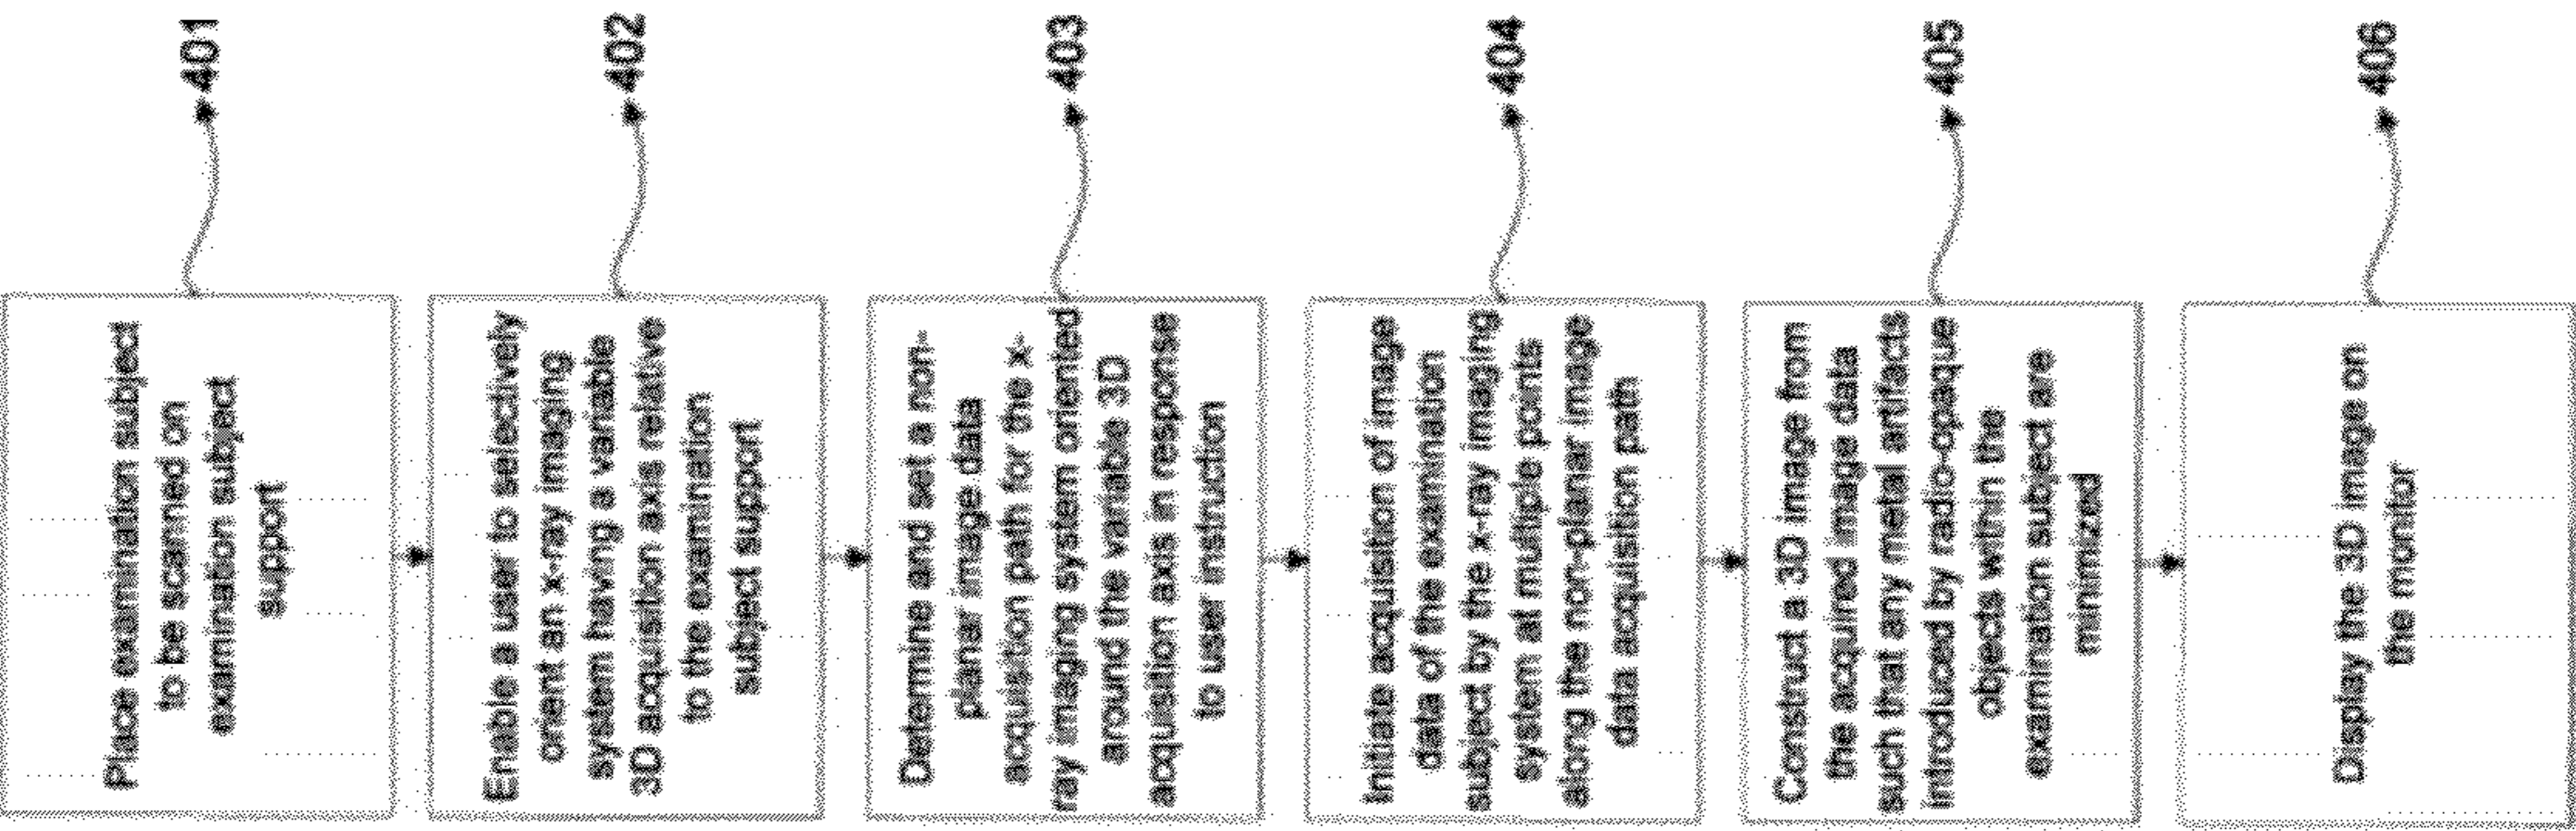 Place examination subject
to be scanned on
examination subject
support
401
Enable a user to selectively
orient an x-ray imaging
system having a variable
3D acquisition axis relative
to the examination
subject support
402
Determine and set a non-
planar image data
acquisition path for the x-
ray imaging system oriented
around the variable 3D
acquisition axis in response
to user instruction
403
Initiate acquisition of image
data of the examination
subject by the x-ray imaging
system at multiple points
along the non-planar image
data acquisition path
404
Construct a 3D image from
the acquired image data
such that any metal artifacts
introduced by radio-opaque
objects within the
examination subject are
minimized
405
Display the 3D image on
the monitor
406